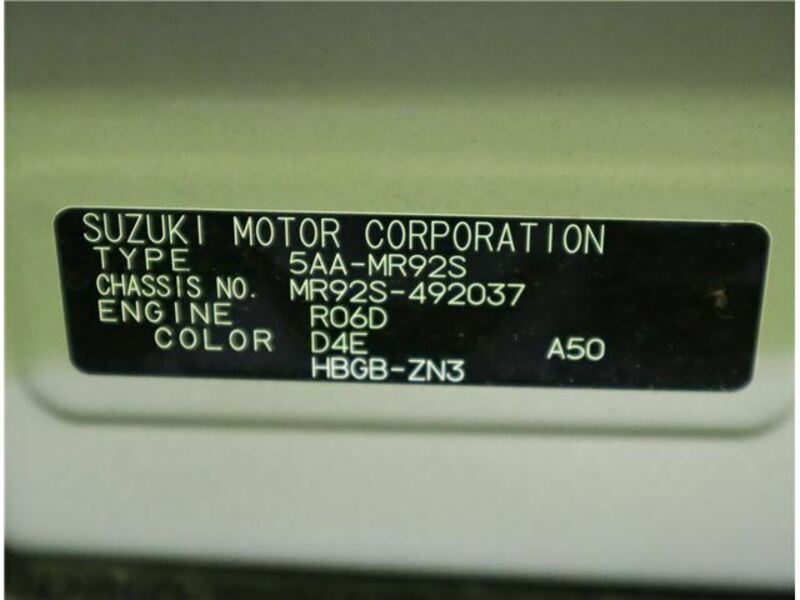 SUZUKI MOTOR CORPORATION
TYPE 5AA-MR92S
CHASSIS NO. MR92S-492037
ENGINE R06D
COLOR D4E A50
HBGB-ZN3